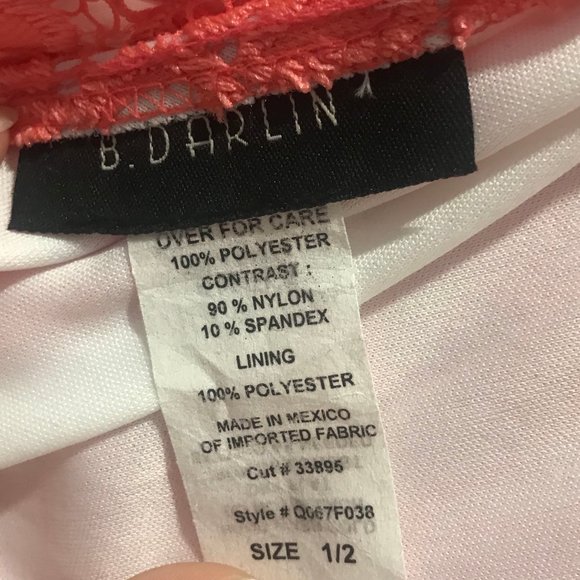 B. DARLIN
OVER FOR CARE
100% POLYESTER
CONTRAST :
90 % NYLON
10 % SPANDEX
LINING
100% POLYESTER
MADE IN MEXICO
OF IMPORTED FABRIC
Cut # 33895
Style # Q067F038
SIZE 1/2